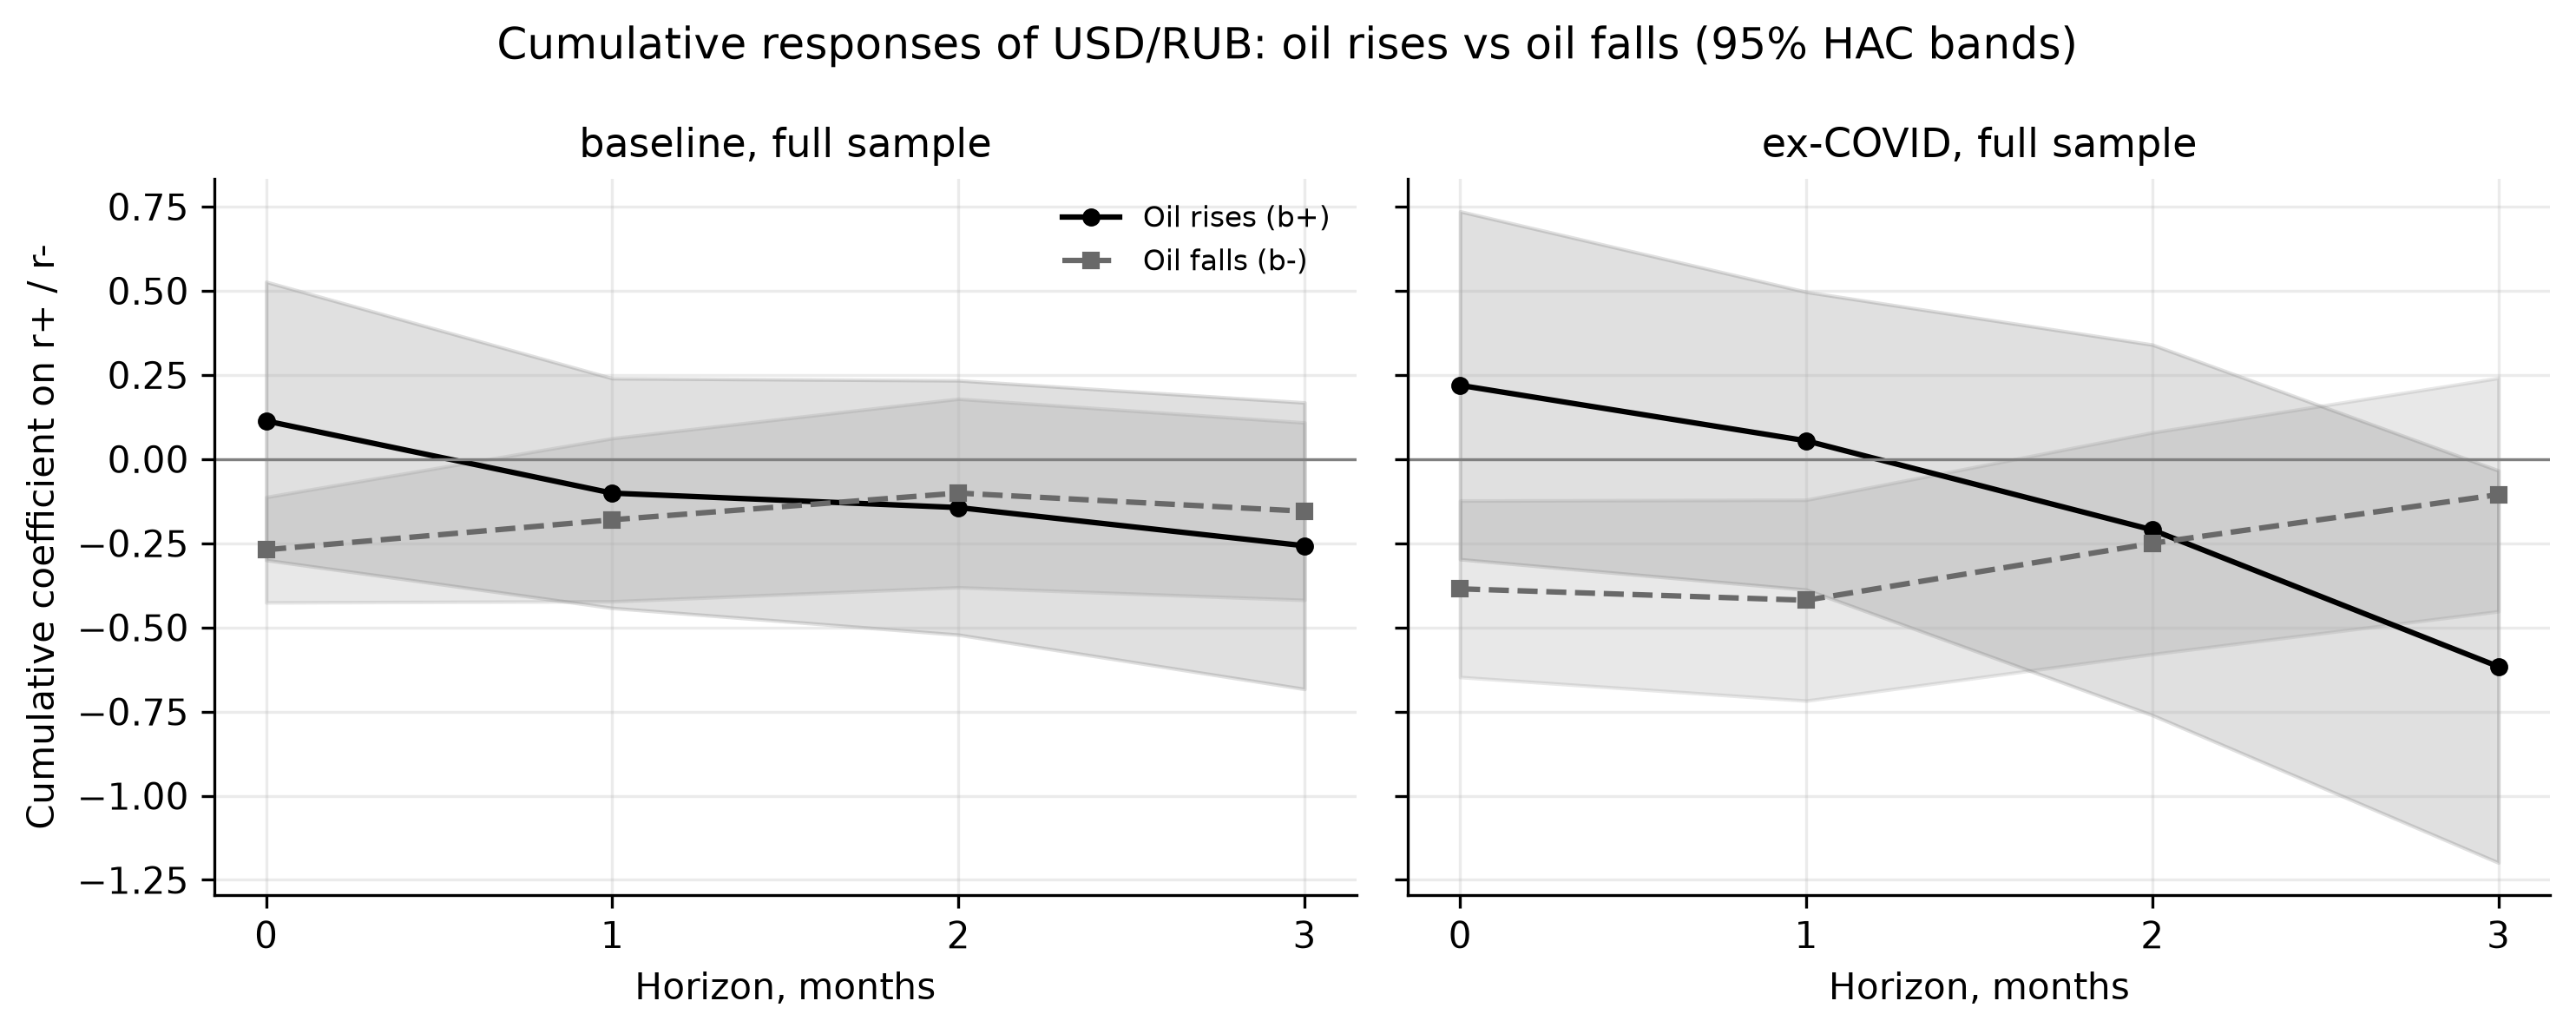 Cumulative responses of USD/RUB: oil rises vs oil falls (95% HAC bands)
baseline, full sample
ex-COVID, full sample
Cumulative coefficient on r+ / r-
0.75
0.50
0.25
0.00
−0.25
−0.50
−0.75
−1.00
−1.25
Oil rises (b+)
Oil falls (b-)
0 1 2 3
0 1 2 3
Horizon, months
Horizon, months